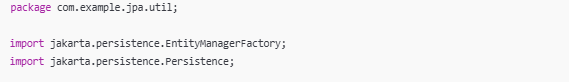 package com.example.jpa.util;
import jakarta.persistence.EntityManagerFactory;
import jakarta.persistence.Persistence;